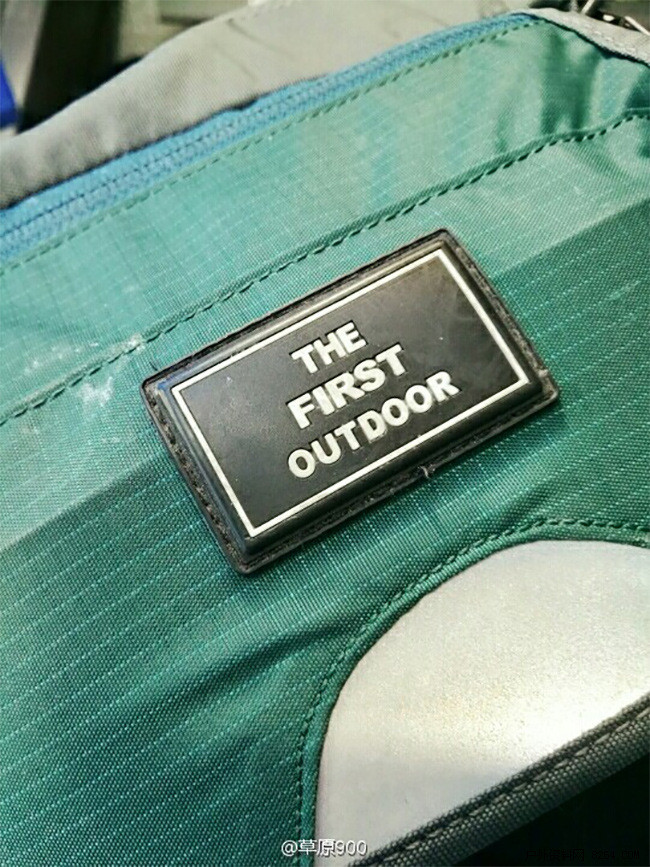 THE
FIRST
OUTDOOR
@草原900